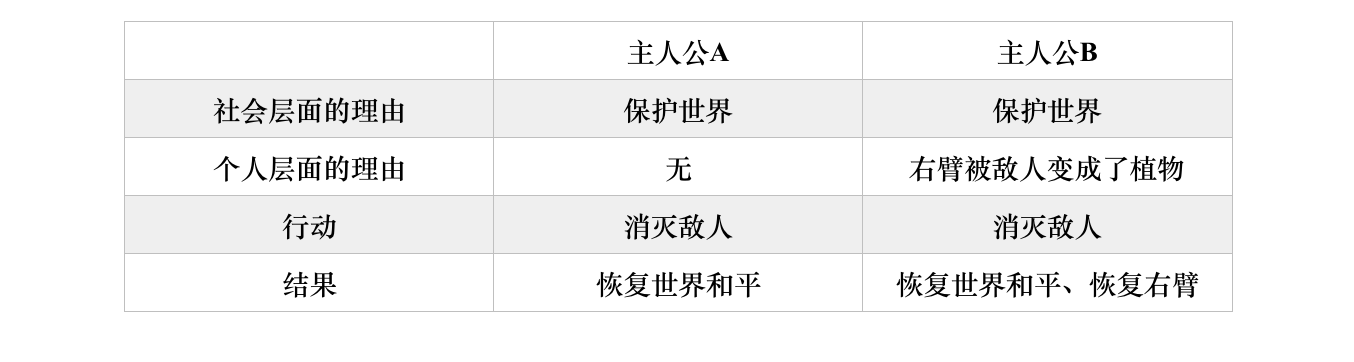 主人公A 主人公B
社会层面的理由 保护世界 保护世界
个人层面的理由 无 右臂被敌人变成了植物
行动 消灭敌人 消灭敌人
结果 恢复世界和平 恢复世界和平、恢复右臂